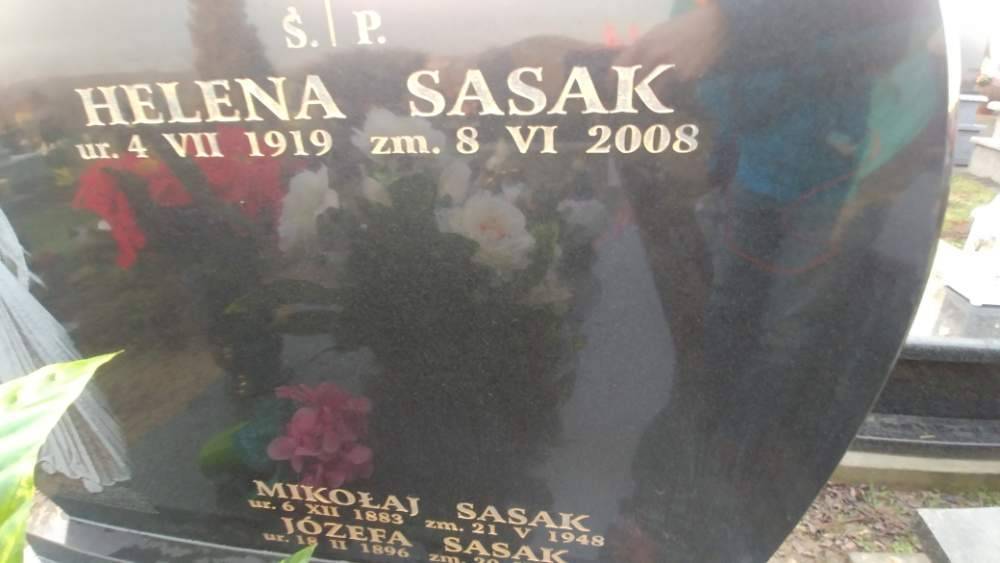 Ś. P.
HELENA SASAK
ur. 4 VII 1919 zm. 8 VI 2008
MIKOŁAJ SASAK
ur. 6 XII 1883 zm. 21 V 1948
JÓZEFA SASAK
ur. 18 II 1896 zm.